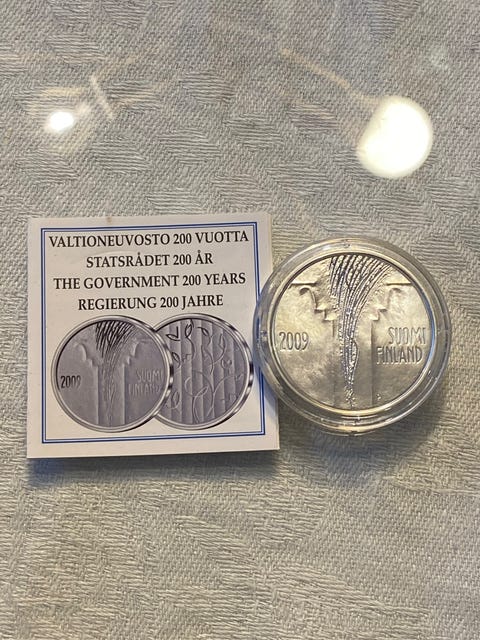 VALTIONEUVOSTO 200 VUOTTA
STATSRÅDET 200 ÅR
THE GOVERNMENT 200 YEARS
REGIERUNG 200 JAHRE
2009
SUOMI
FINLAND
2009
SUOMI
FINLAND